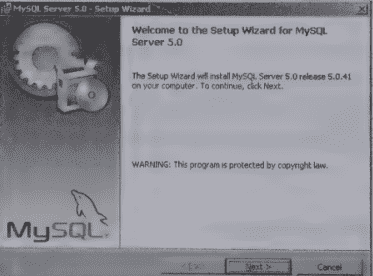 MySQL Server 5.0 - Setup Wizard
Welcome to the Setup Wizard for MySQL
Server 5.0
The Setup Wizard will install MySQL Server 5.0 release 5.0.41
on your computer. To continue, click Next.
WARNING: This program is protected by copyright law.
MySQL
Next >
Cancel